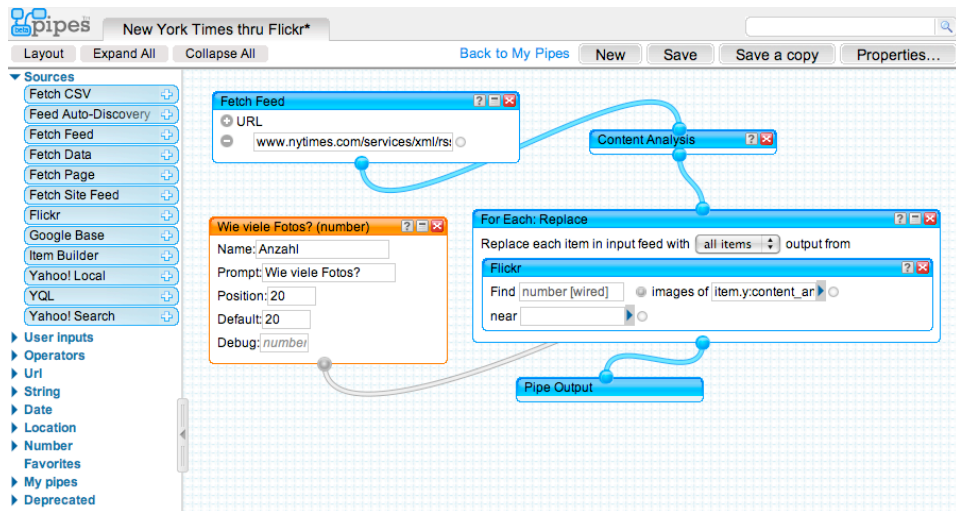 beta pipes New York Times thru Flickr*
Layout Expand All Collapse All Back to My Pipes New Save Save a copy Properties...
Sources
Fetch CSV
Feed Auto-Discovery
Fetch Feed
Fetch Data
Fetch Page
Fetch Site Feed
Flickr
Google Base
Item Builder
Yahoo! Local
YQL
Yahoo! Search
User inputs
Operators
Url
String
Date
Location
Number
Favorites
My pipes
Deprecated
Fetch Feed
URL
www.nytimes.com/services/xml/rs
Content Analysis
Wie viele Fotos? (number)
Name: Anzahl
Prompt: Wie viele Fotos?
Position: 20
Default: 20
Debug: number
For Each: Replace
Replace each item in input feed with all items output from
Flickr
Find number [wired] images of item.y:content_ar
near
Pipe Output